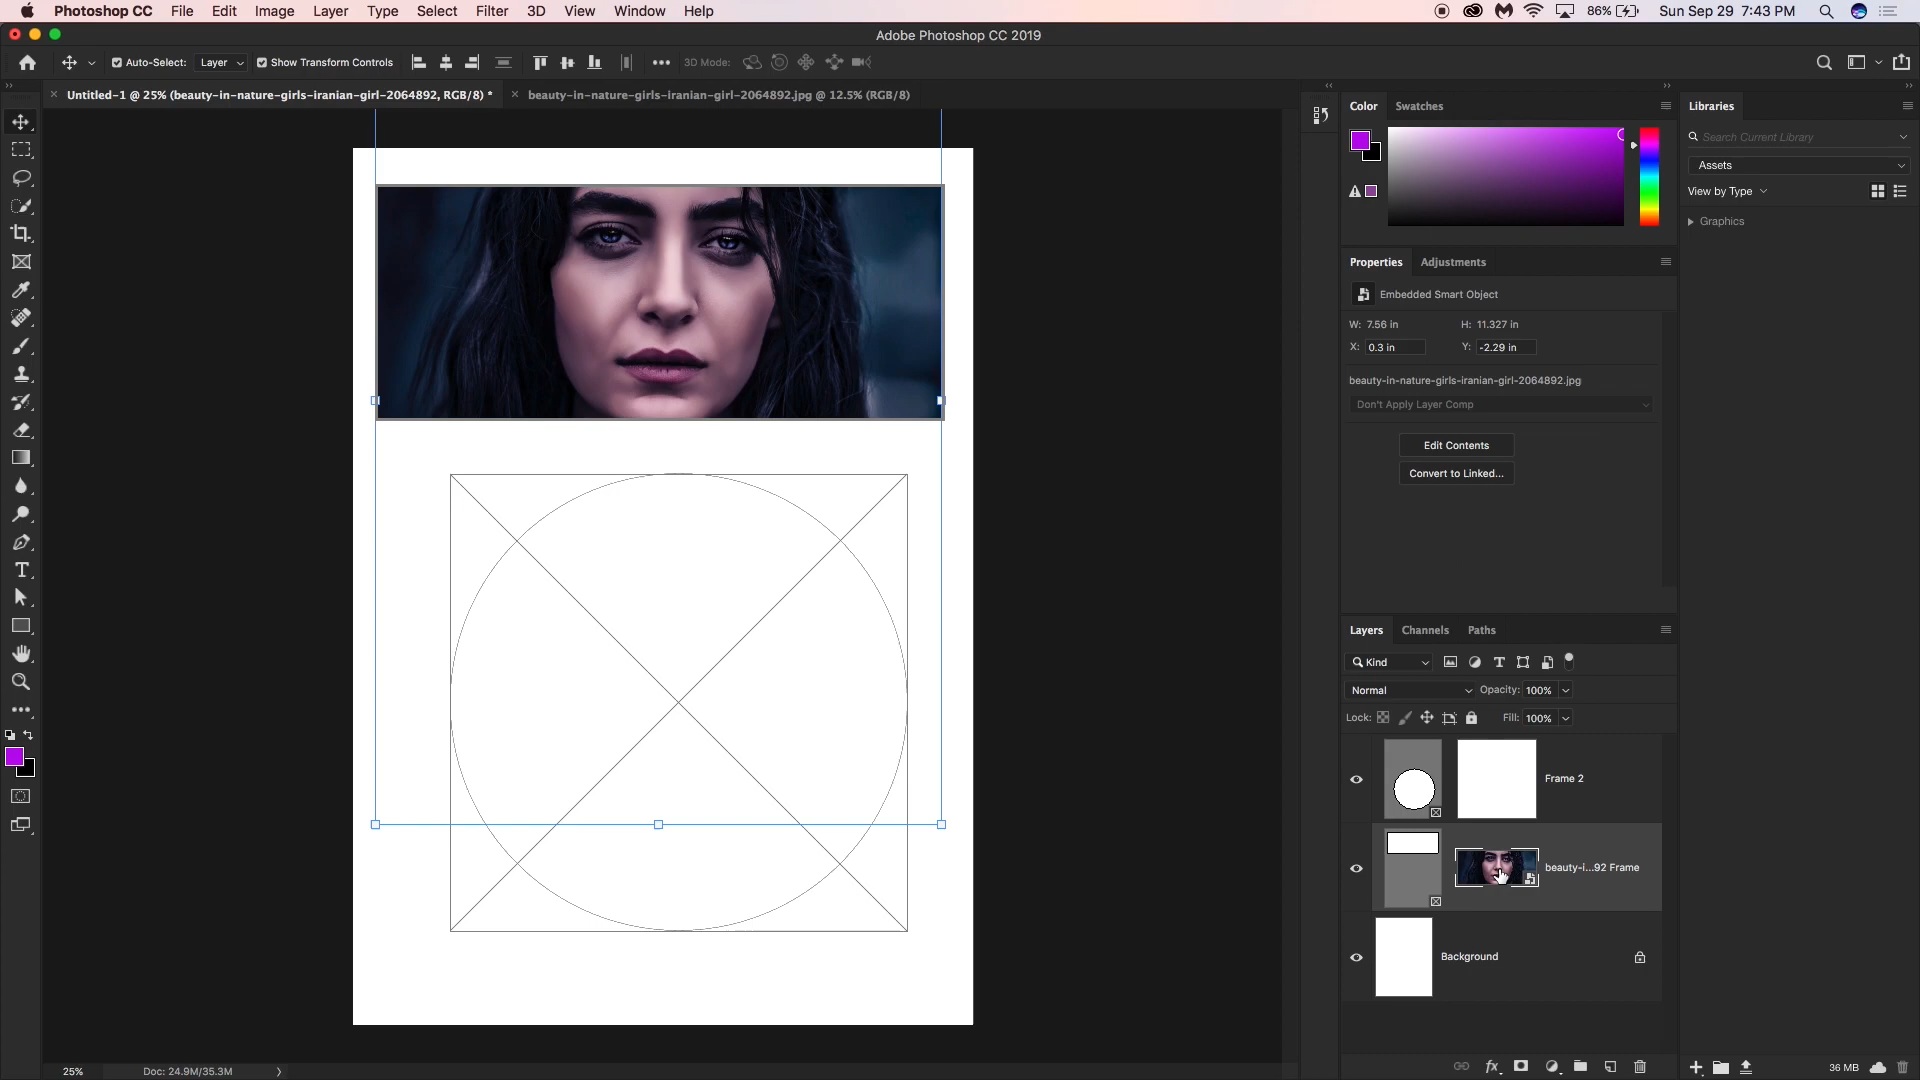 Photoshop CC File Edit Image Layer Type Select Filter 3D View Window Help 86% Sun Sep 29 7:43 PM
Adobe Photoshop CC 2019
Auto-Select: Layer Show Transform Controls 3D Mode:
Untitled-1 @ 25% (beauty-in-nature-girls-iranian-girl-2064892, RGB/8) * beauty-in-nature-girls-iranian-girl-2064892.jpg @ 12.5% (RGB/8)
Color Swatches
Libraries
Search Current Library
Assets
View by Type
Graphics
Properties Adjustments
Embedded Smart Object
W: 7.56 in H: 11.327 in
X: 0.3 in Y: -2.29 in
beauty-in-nature-girls-iranian-girl-2064892.jpg
Don't Apply Layer Comp
Edit Contents
Convert to Linked...
Layers Channels Paths
Kind
Normal Opacity: 100%
Lock: Fill: 100%
Frame 2
beauty-i...92 Frame
Background
25% Doc: 24.9M/35.3M
36 MB